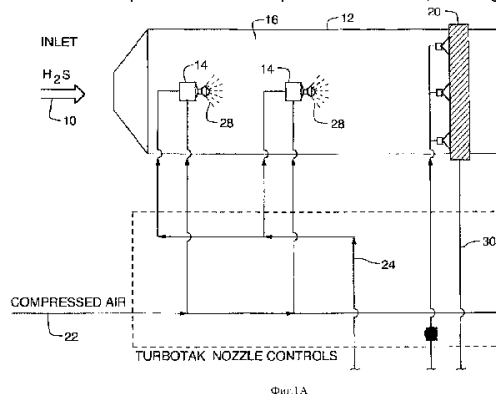 16
12
20
INLET
14
14
H₂S
28
28
10
24
30
COMPRESSED AIR
22
TURBOTAK NOZZLE CONTROLS
Фиг.1А